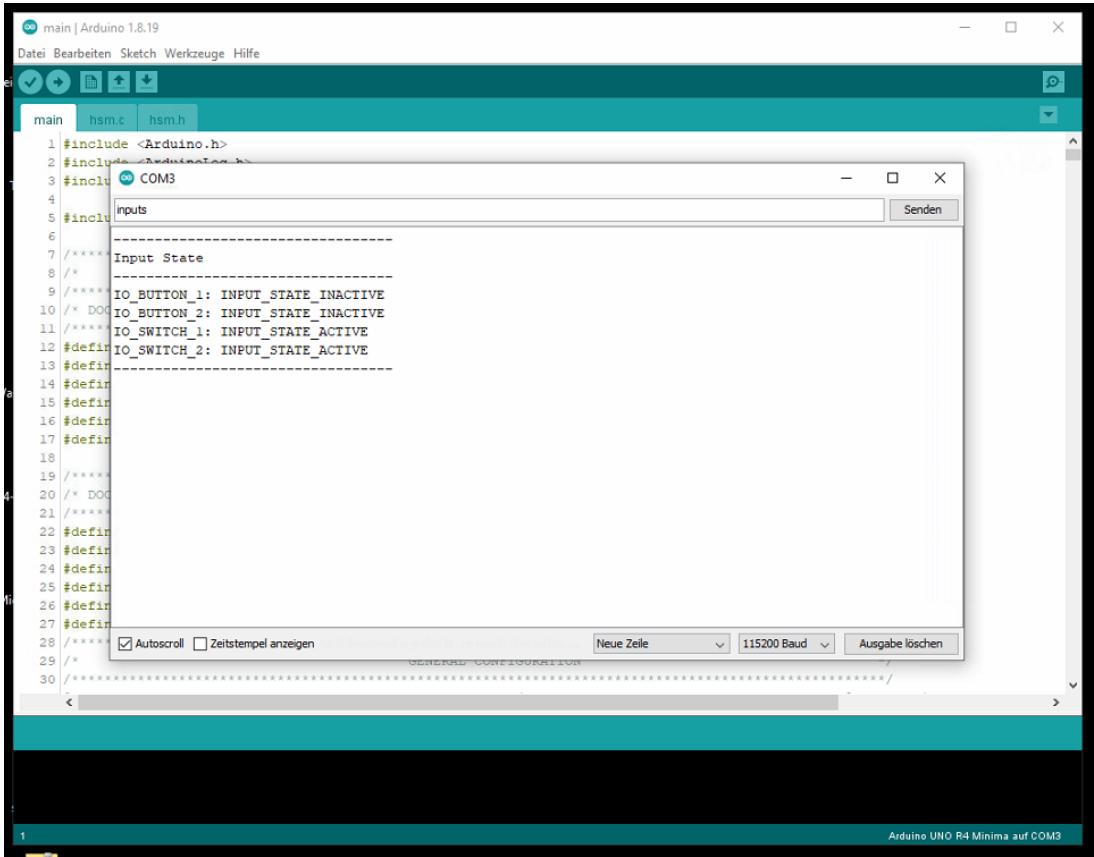 main | Arduino 1.8.19
Datei Bearbeiten Sketch Werkzeuge Hilfe
main hsm.c hsm.h
1 #include <Arduino.h>
2 #include <ArduinoLog.h>
3 #inclu
4
5 #inclu
6
7 /*****
8 /*
9 /*****
10 /* DOC
11 /*****
12 #defin
13 #defin
14 #defin
15 #defin
16 #defin
17 #defin
18
19 /*****
20 /* DOC
21 /*****
22 #defin
23 #defin
24 #defin
25 #defin
26 #defin
27 #defin
28 /*****
29 /* GENERAL CONFIGURATION */
30 /****************************************************************************************************/
COM3
inputs
Senden
----------------------------------
Input State
----------------------------------
IO_BUTTON_1: INPUT_STATE_INACTIVE
IO_BUTTON_2: INPUT_STATE_INACTIVE
IO_SWITCH_1: INPUT_STATE_ACTIVE
IO_SWITCH_2: INPUT_STATE_ACTIVE
----------------------------------
Autoscroll Zeitstempel anzeigen Neue Zeile 115200 Baud Ausgabe löschen
1 Arduino UNO R4 Minima auf COM3